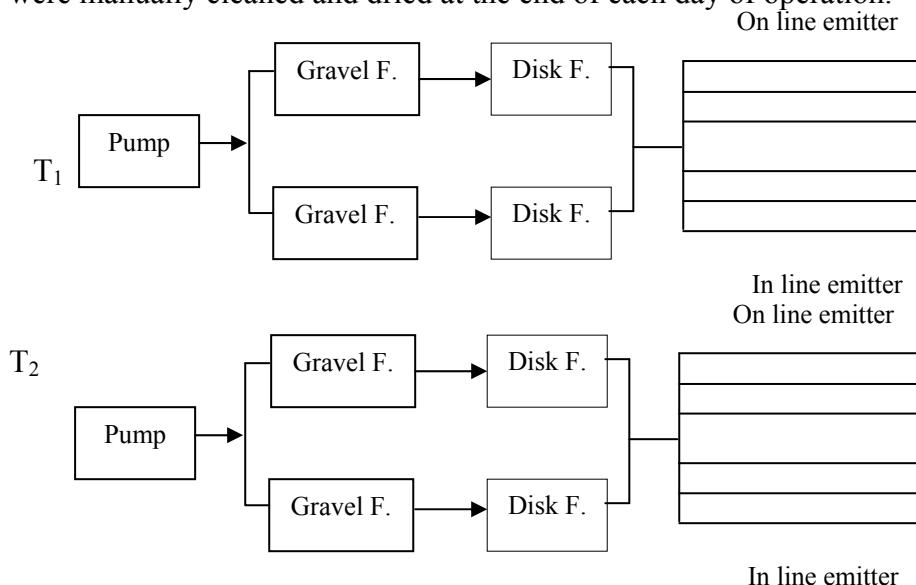 were manually cleaned and dried at the end of each day of operation.
On line emitter
Gravel F.
Disk F.
Pump
T1
Gravel F.
Disk F.
In line emitter
On line emitter
Gravel F.
Disk F.
T2
Pump
Gravel F.
Disk F.
In line emitter